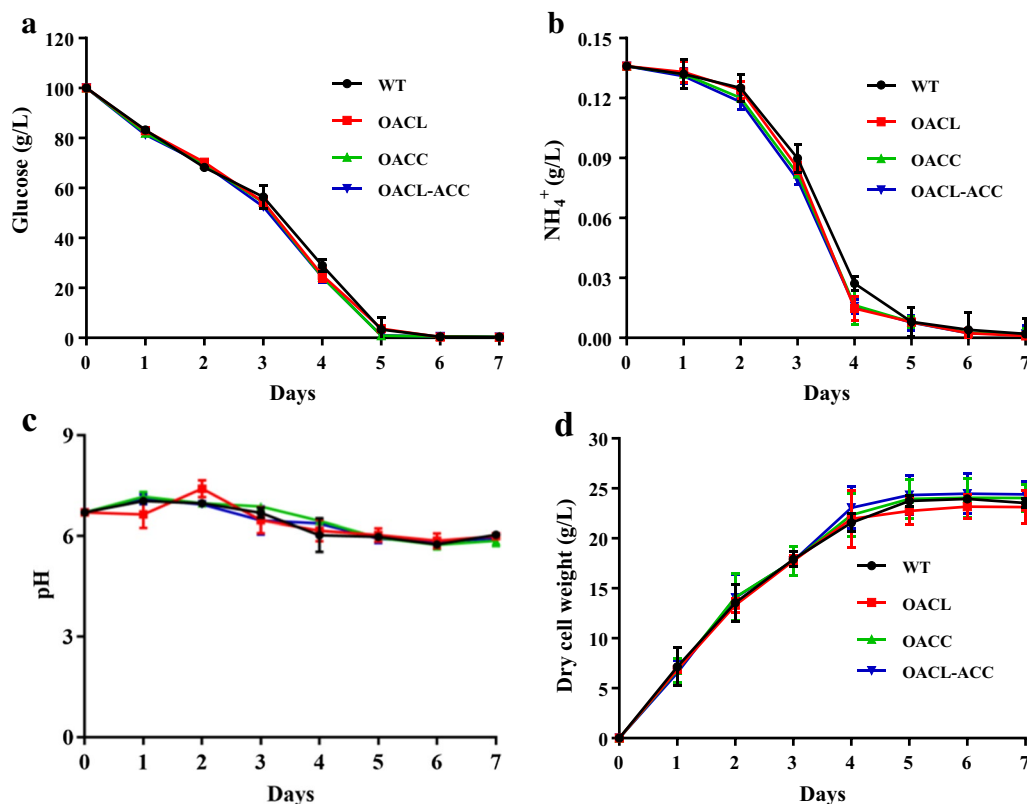 a
Glucose (g/L)
120
100
80
60
40
20
0
WT
OACL
OACC
OACL-ACC
0 1 2 3 4 5 6 7
Days
b
NH₄⁺ (g/L)
0.15
0.12
0.09
0.06
0.03
0.00
WT
OACL
OACC
OACL-ACC
0 1 2 3 4 5 6 7
Days
c
pH
9
6
3
0
0 1 2 3 4 5 6 7
Days
d
Dry cell weight (g/L)
30
25
20
15
10
5
0
WT
OACL
OACC
OACL-ACC
0 1 2 3 4 5 6 7
Days